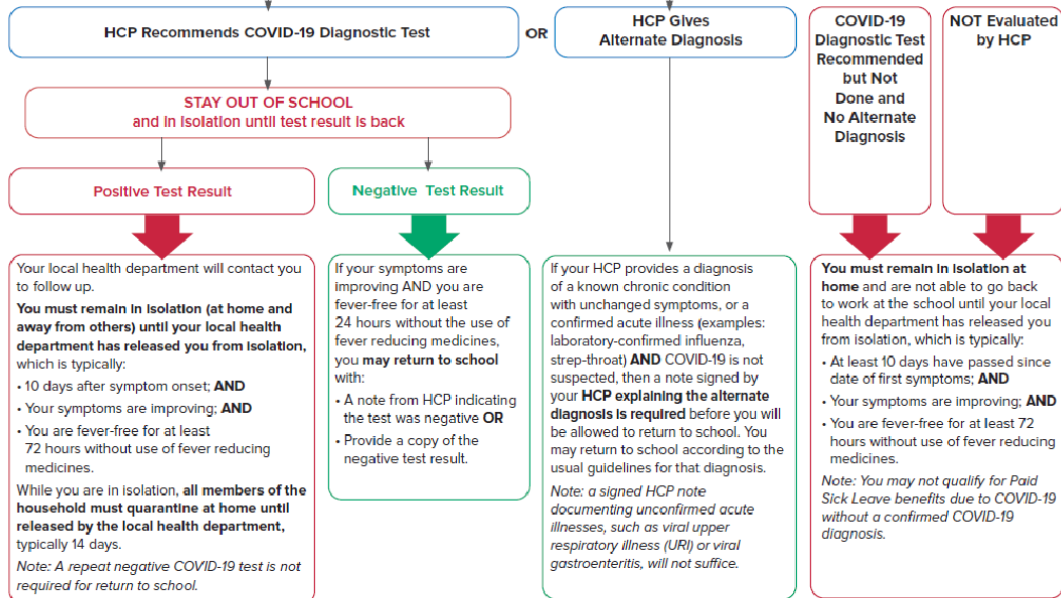 HCP Recommends COVID-19 Diagnostic Test
OR
HCP Gives
Alternate Diagnosis
COVID-19
Diagnostic Test
Recommended
but Not
Done and
No Alternate
Diagnosis
NOT Evaluated
by HCP
STAY OUT OF SCHOOL
and in isolation until test result is back
Positive Test Result
Negative Test Result
Your local health department will contact you
to follow up.
You must remain in isolation (at home and
away from others) until your local health
department has released you from isolation,
which is typically:
• 10 days after symptom onset; AND
• Your symptoms are improving; AND
• You are fever-free for at least
72 hours without use of fever reducing
medicines.
While you are in isolation, all members of the
household must quarantine at home until
released by the local health department,
typically 14 days.
Note: A repeat negative COVID-19 test is not
required for return to school.
If your symptoms are
improving AND you are
fever-free for at least
24 hours without the use of
fever reducing medicines,
you may return to school
with:
• A note from HCP indicating
the test was negative OR
• Provide a copy of the
negative test result.
If your HCP provides a diagnosis
of a known chronic condition
with unchanged symptoms, or a
confirmed acute illness (examples:
laboratory-confirmed influenza,
strep-throat) AND COVID-19 is not
suspected, then a note signed by
your HCP explaining the alternate
diagnosis is required before you will
be allowed to return to school. You
may return to school according to the
usual guidelines for that diagnosis.
Note: a signed HCP note
documenting unconfirmed acute
illnesses, such as viral upper
respiratory illness (URI) or viral
gastroenteritis, will not suffice.
You must remain in isolation at
home and are not able to go back
to work at the school until your local
health department has released you
from isolation, which is typically:
• At least 10 days have passed since
date of first symptoms; AND
• Your symptoms are improving; AND
• You are fever-free for at least 72
hours without use of fever reducing
medicines.
Note: You may not qualify for Paid
Sick Leave benefits due to COVID-19
without a confirmed COVID-19
diagnosis.